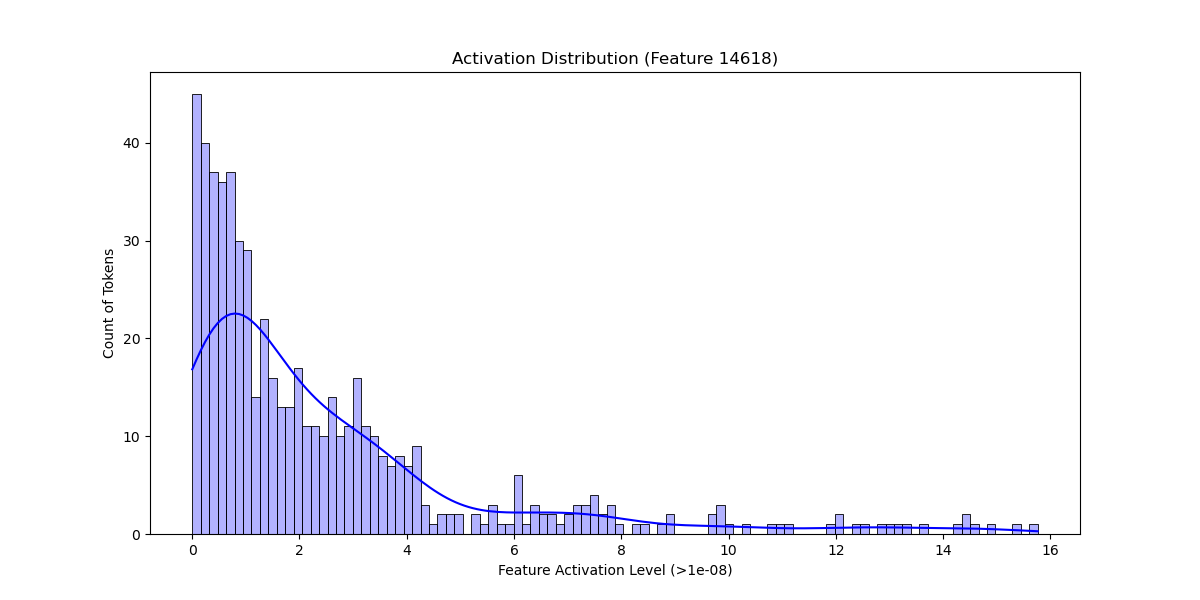 Activation Distribution (Feature 14618)
Count of Tokens
40
30
20
10
0
0 2 4 6 8 10 12 14 16
Feature Activation Level (>1e-08)